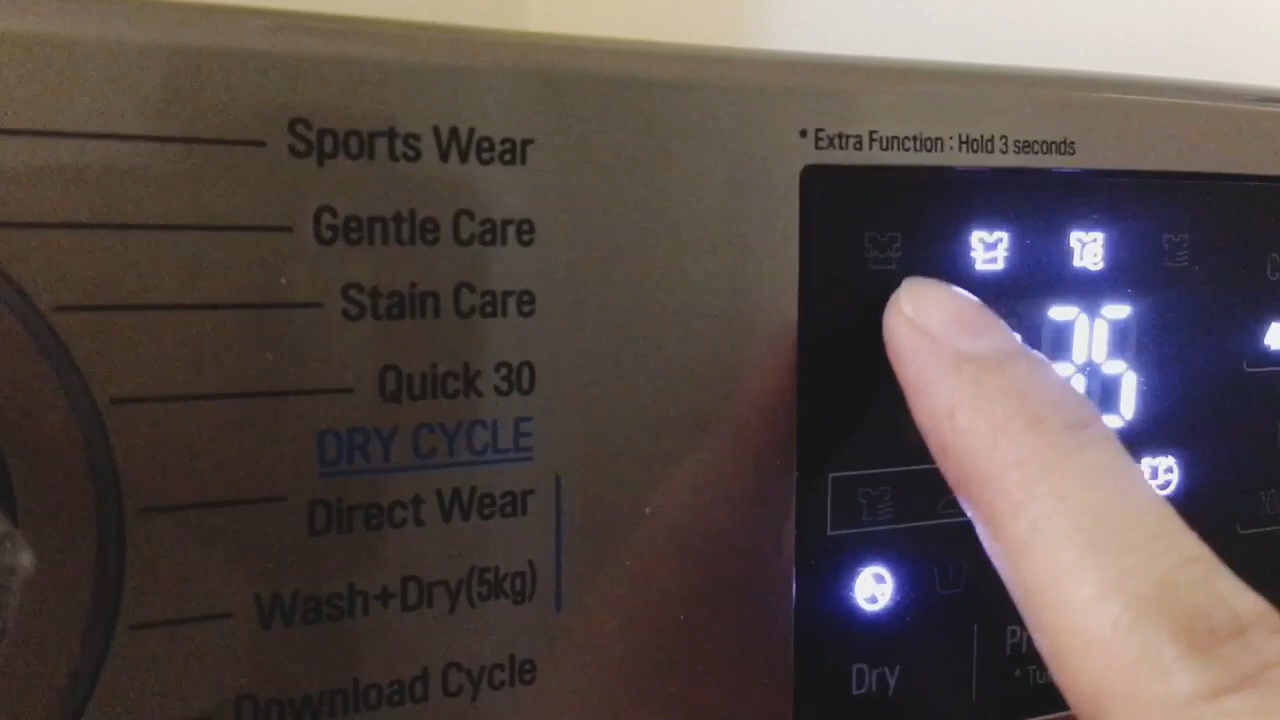 Sports Wear
Gentle Care
Stain Care
Quick 30
DRY CYCLE
Direct Wear
Wash+Dry(5kg)
Download Cycle
* Extra Function : Hold 3 seconds
Dry